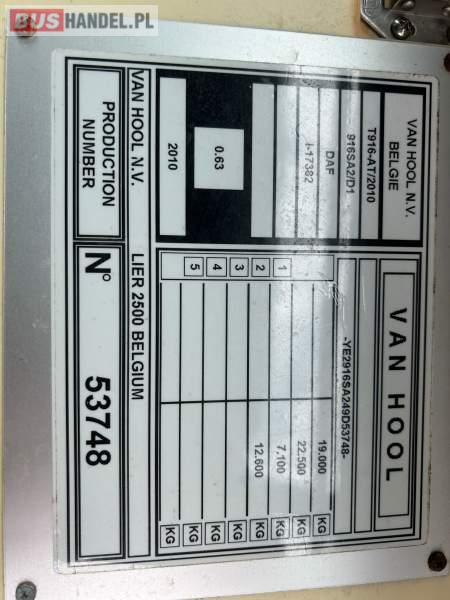 BUSHANDEL.PL
VAN HOOL N.V.
BELGIE
VAN HOOL
T916-AT/2010
916SA2/D1
-YE2916SA249D53748-
DAF
19.000 KG
I-17382
22.500 KG
1 7.100 KG
2 12.600 KG
3 KG
0.63
4 KG
5 KG
2010
VAN HOOL N.V. LIER 2500 BELGIUM
PRODUCTION
NUMBER
N° 53748